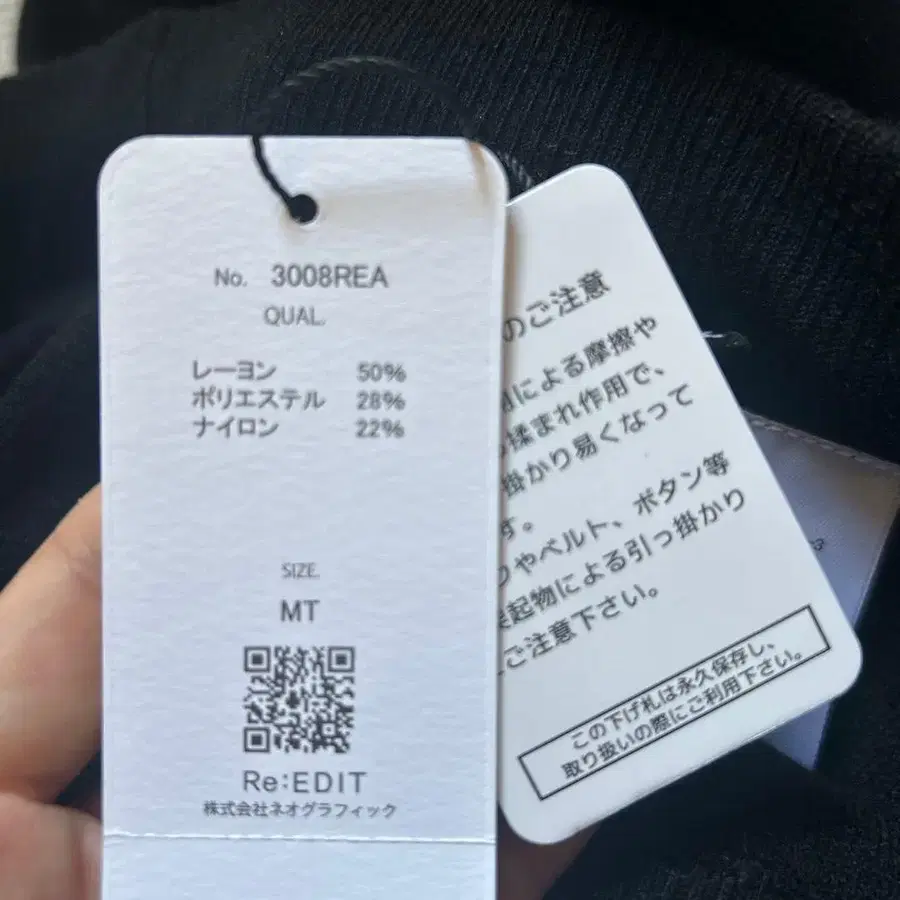 No. 3008REA
QUAL.
レーヨン 50%
ポリエステル 28%
ナイロン 22%
SIZE.
MT
Re:EDIT
株式会社ネオグラフィック
のご注意
による摩擦や
揉まれ作用で、
掛かり易くなって
す。
やベルト、ボタン等
起物による引っ掛かり
ご注意下さい。
この下げ札は永久保存し、
取り扱いの際にご利用下さい。